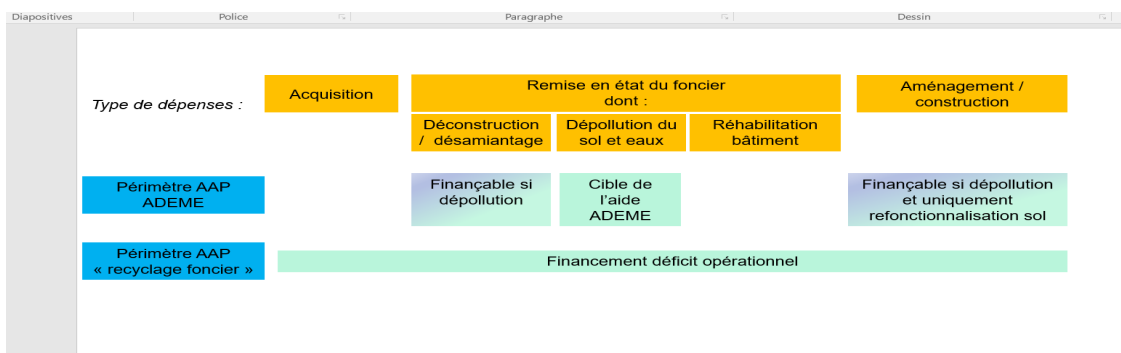 Diapositives
Police
Paragraphe
Dessin
Type de dépenses :
Acquisition
Remise en état du foncier
dont :
Aménagement /
construction
Déconstruction
/ désamiantage
Dépollution du
sol et eaux
Réhabilitation
bâtiment
Périmètre AAP
ADEME
Finançable si
dépollution
Cible de
l'aide
ADEME
Finançable si dépollution
et uniquement
refonctionnalisation sol
Périmètre AAP
« recyclage foncier »
Financement déficit opérationnel